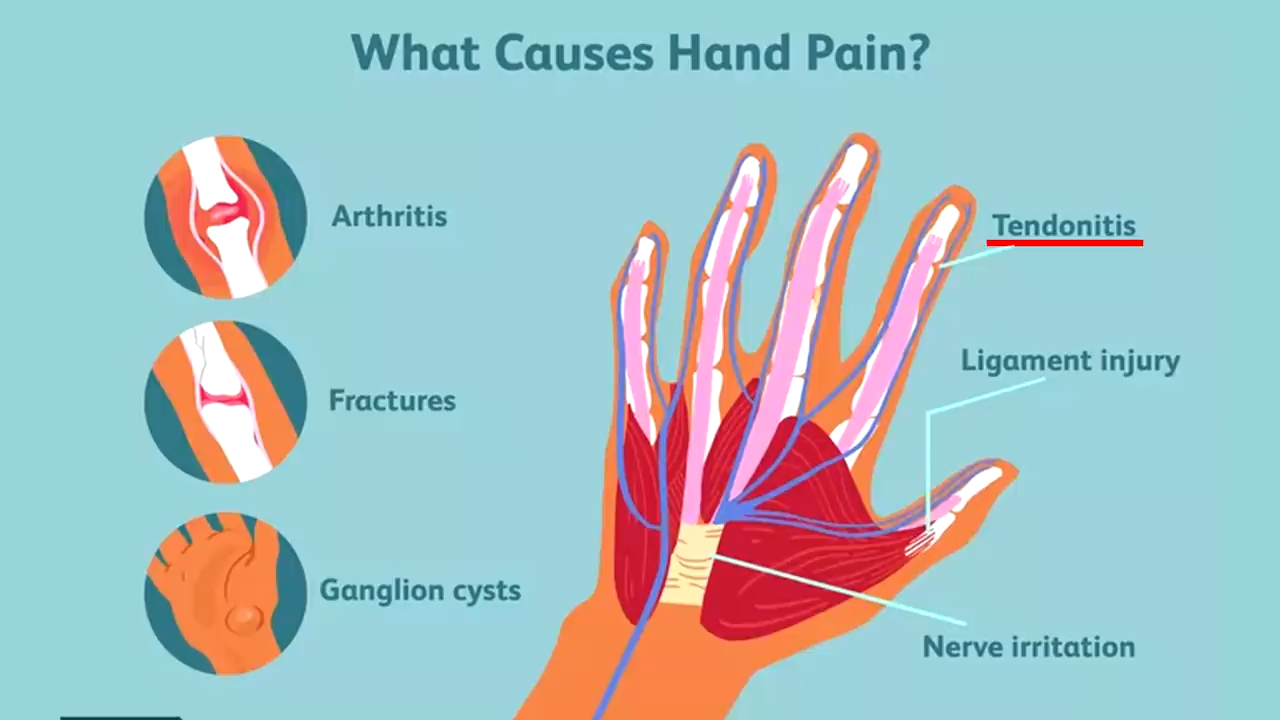 What Causes Hand Pain?
Arthritis
Tendonitis
Ligament injury
Fractures
Ganglion cysts
Nerve irritation